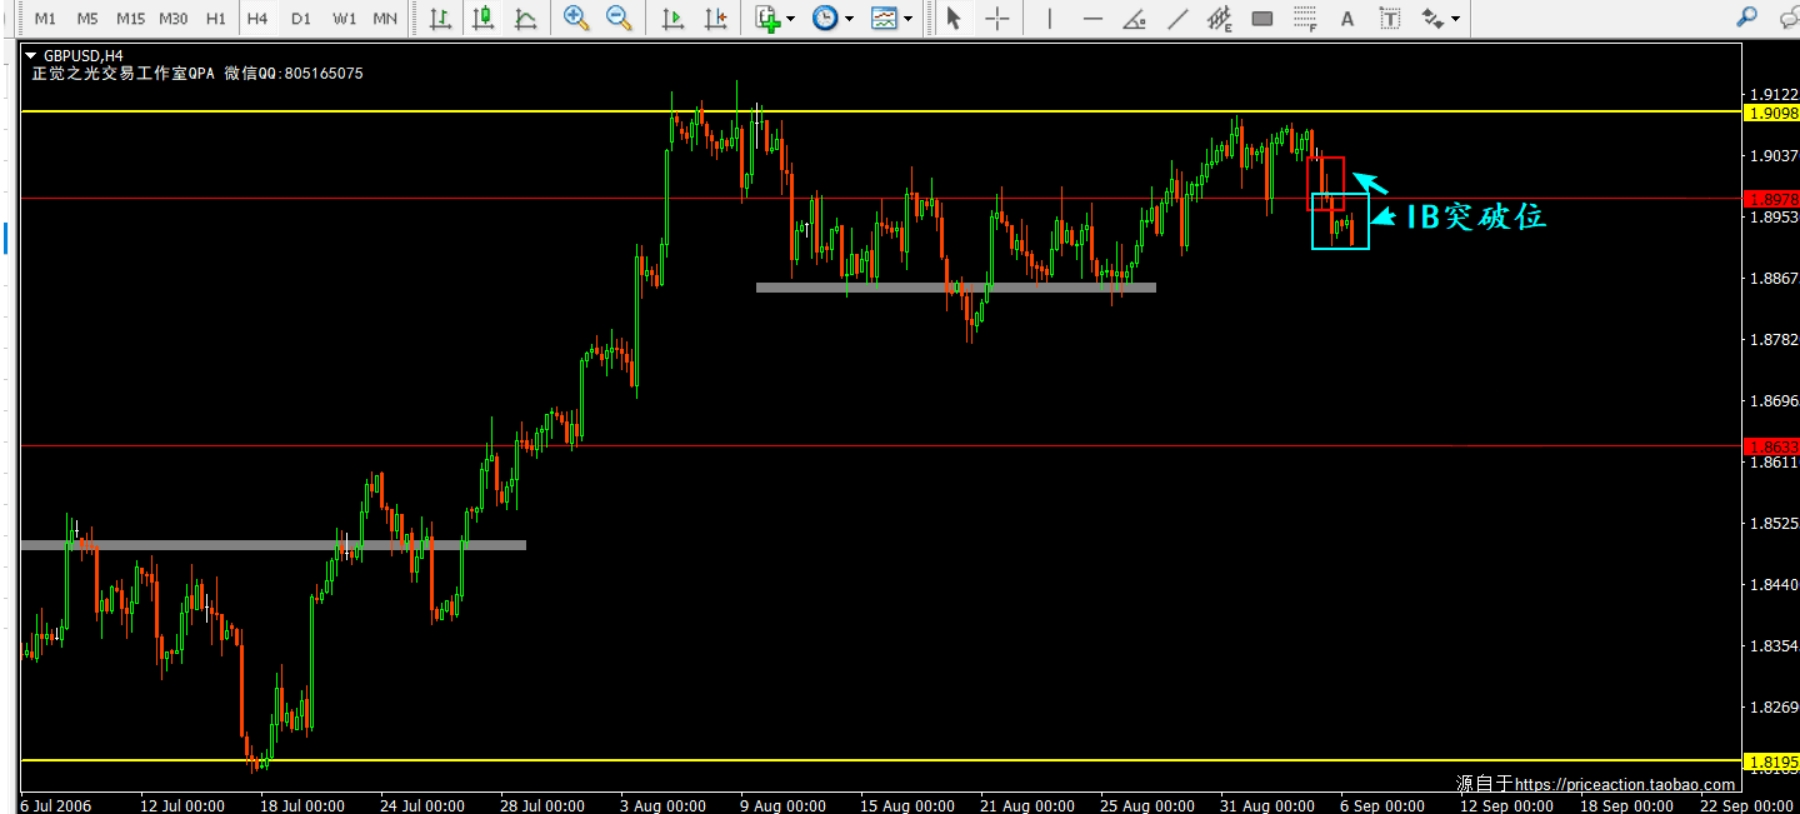 M1 M5 M15 M30 H1 H4 D1 W1 MN E F A T
GBPUSD,H4
正觉之光交易工作室QPA 微信QQ:805165075
1.9122
1.9098
1.9037
1.8978
IB突破位
1.8953
1.8867
1.8782
1.8696
1.8633
1.8611
1.8525
1.8440
1.8354
1.8269
1.8195
源自于https://priceaction.taobao.com
6 Jul 2006 12 Jul 00:00 18 Jul 00:00 24 Jul 00:00 28 Jul 00:00 3 Aug 00:00 9 Aug 00:00 15 Aug 00:00 21 Aug 00:00 25 Aug 00:00 31 Aug 00:00 6 Sep 00:00 12 Sep 00:00 18 Sep 00:00 22 Sep 00:00